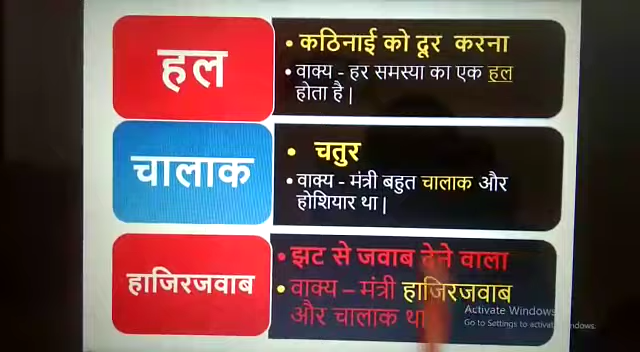 हल
• कठिनाई को दूर करना
• वाक्य - हर समस्या का एक हल
होता है |
चालाक
• चतुर
• वाक्य - मंत्री बहुत चालाक और
होशियार था |
हाजिरजवाब
• झट से जवाब देने वाला
• वाक्य – मंत्री हाजिरजवाब
और चालाक था
Activate Windows
Go to Settings to activate Windows.